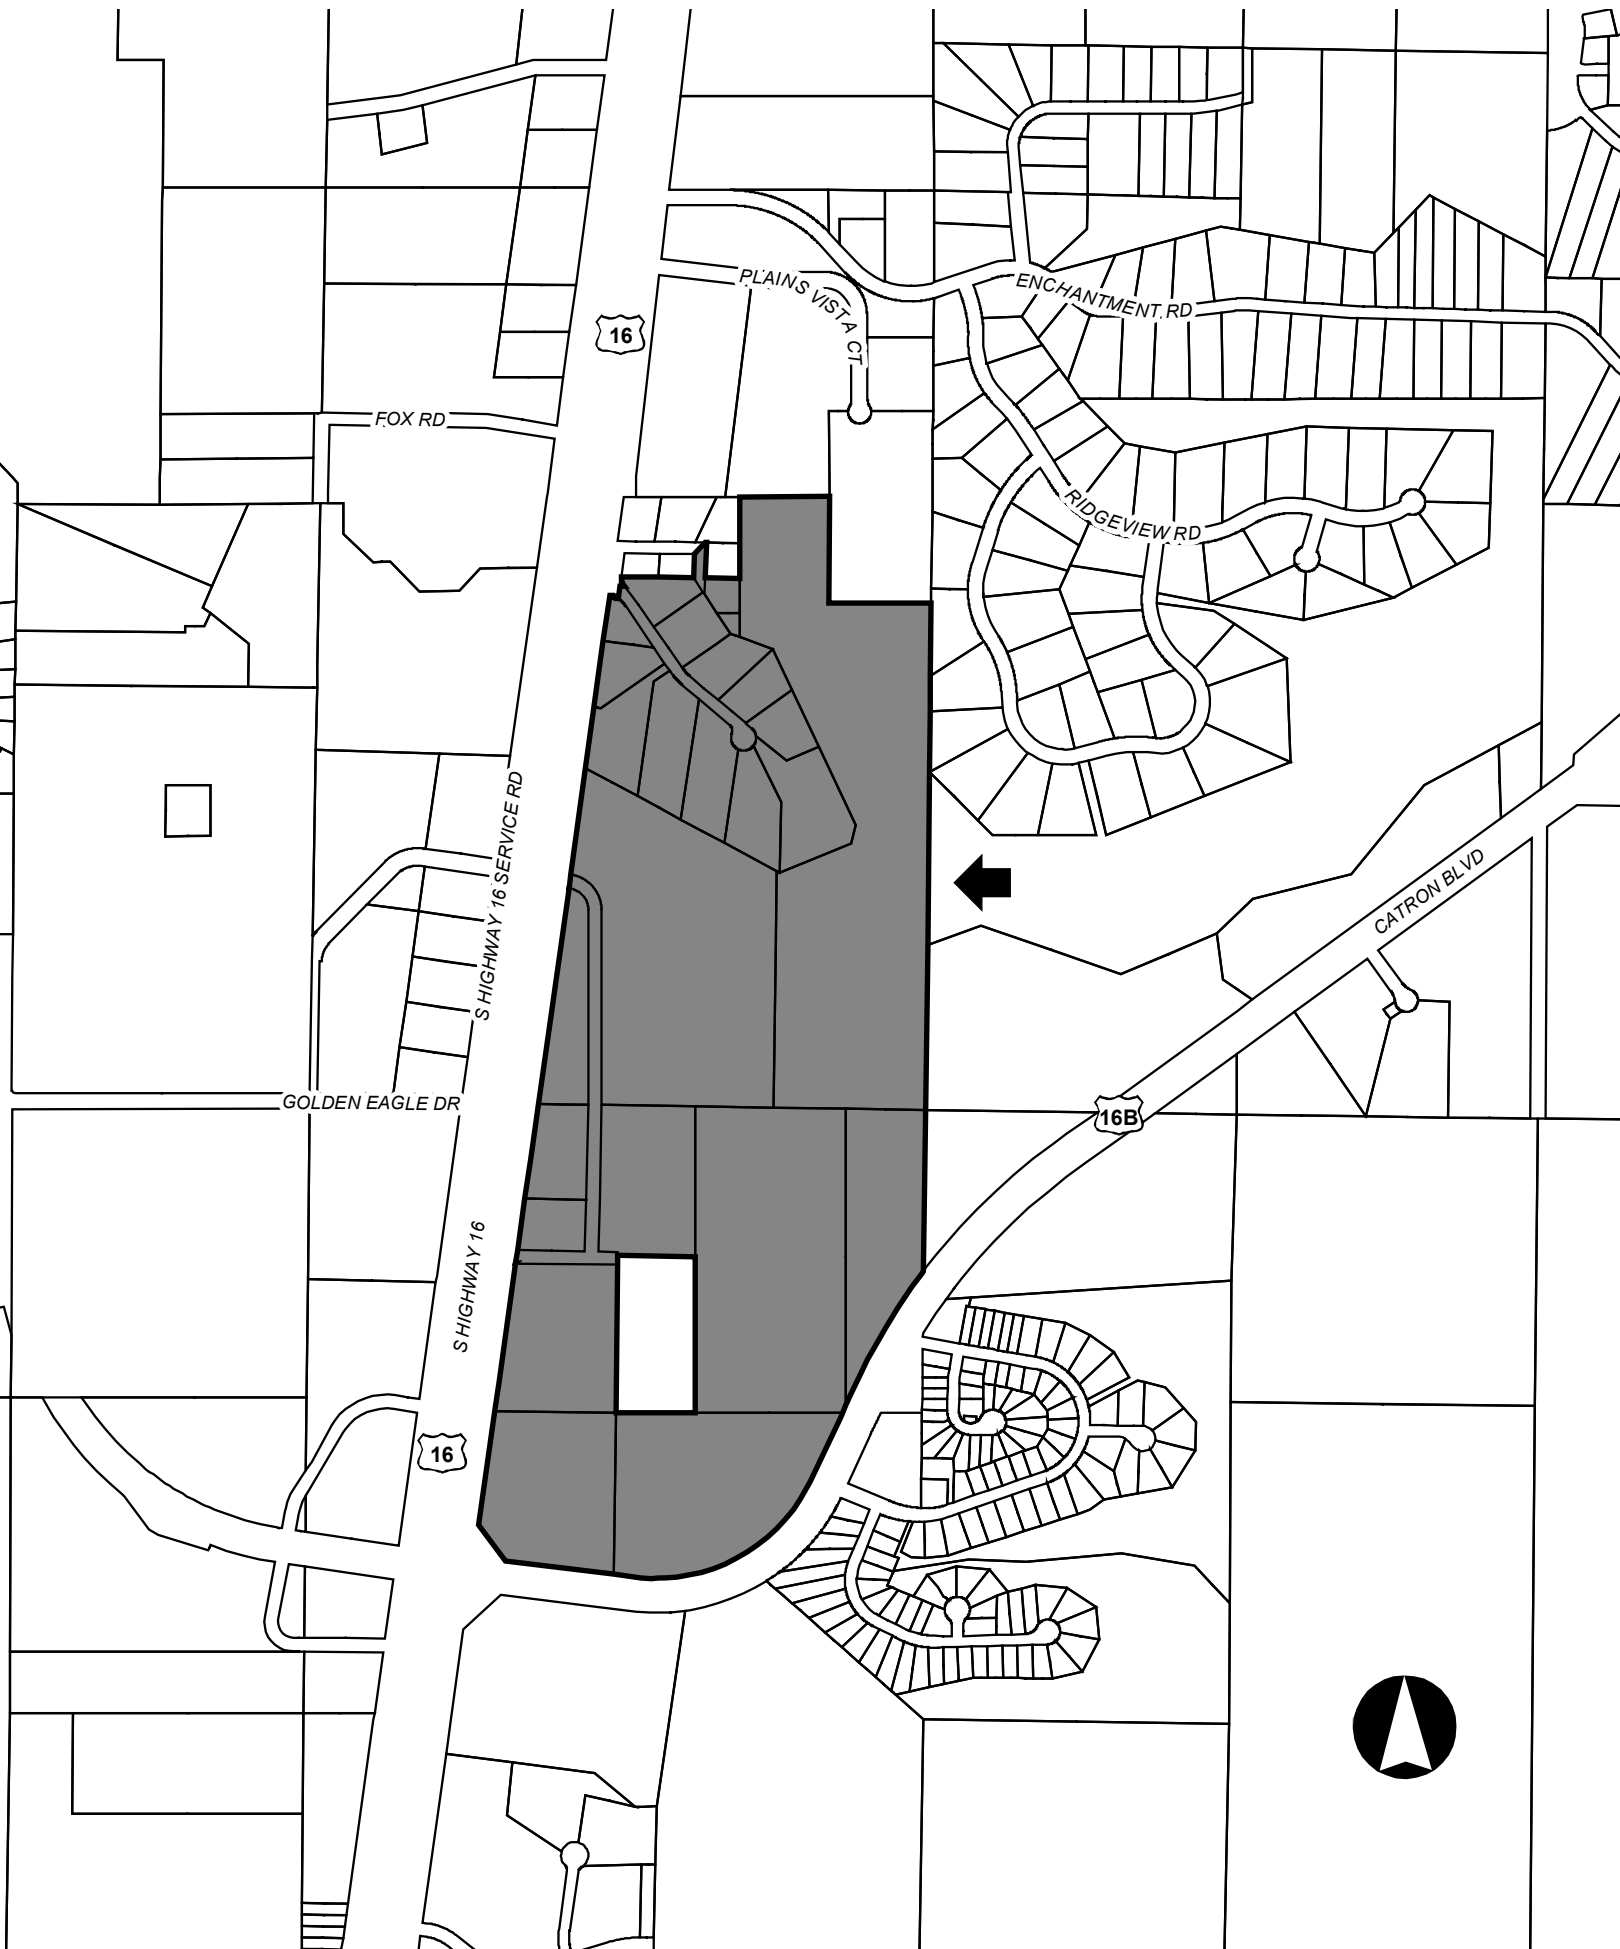 PLAINS VISTA CT
ENCHANTMENT RD
16
FOX RD
RIDGEVIEW RD
S HIGHWAY 16 SERVICE RD
CATRON BLVD
GOLDEN EAGLE DR
16B
S HIGHWAY 16
16